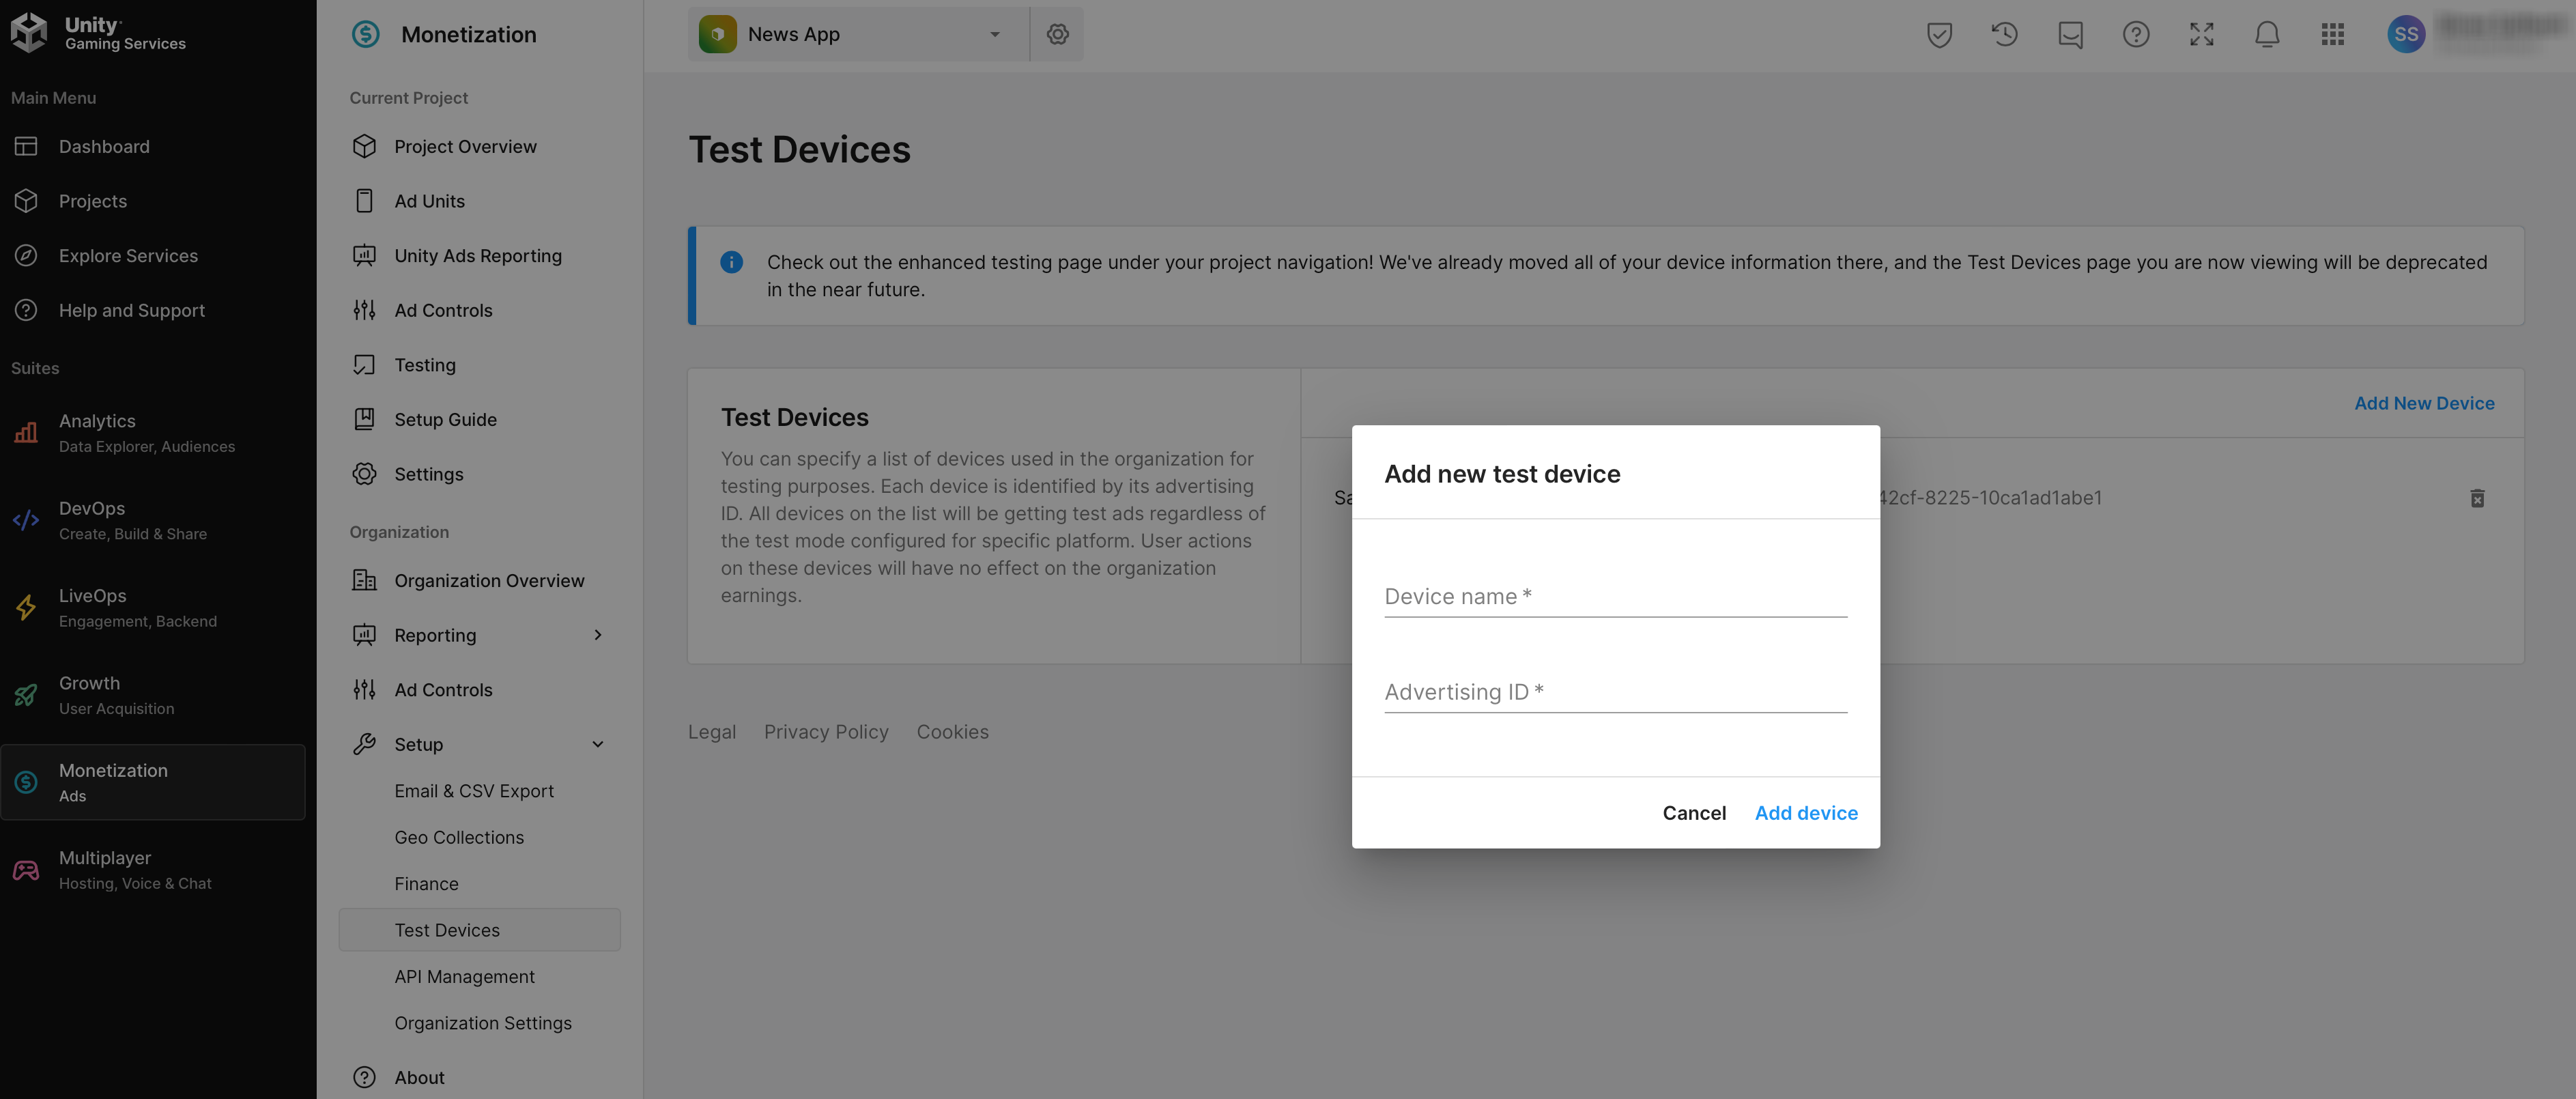 Unity
Gaming Services
Main Menu
Dashboard
Projects
Explore Services
Help and Support
Suites
Analytics
Data Explorer, Audiences
DevOps
Create, Build & Share
LiveOps
Engagement, Backend
Growth
User Acquisition
Monetization
Ads
Multiplayer
Hosting, Voice & Chat
Monetization
Current Project
Project Overview
Ad Units
Unity Ads Reporting
Ad Controls
Testing
Setup Guide
Settings
Organization
Organization Overview
Reporting
Ad Controls
Setup
Email & CSV Export
Geo Collections
Finance
Test Devices
API Management
Organization Settings
About
News App
SS
Test Devices
Check out the enhanced testing page under your project navigation! We've already moved all of your device information there, and the Test Devices page you are now viewing will be deprecated
in the near future.
Test Devices
You can specify a list of devices used in the organization for
testing purposes. Each device is identified by its advertising
ID. All devices on the list will be getting test ads regardless of
the test mode configured for specific platform. User actions
on these devices will have no effect on the organization
earnings.
Add New Device
42cf-8225-10ca1ad1abe1
Add new test device
Device name *
Advertising ID *
Cancel
Add device
Legal
Privacy Policy
Cookies